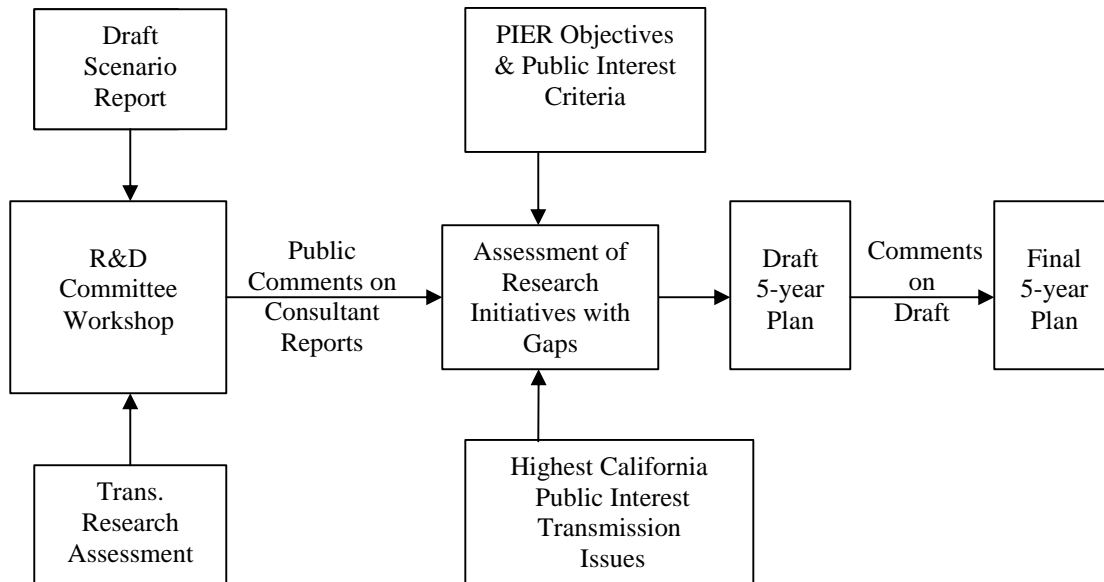 Draft
Scenario
Report
PIER Objectives
& Public Interest
Criteria
R&D
Committee
Workshop
Public
Comments on
Consultant
Reports
Assessment of
Research
Initiatives with
Gaps
Draft
5-year
Plan
Comments
on
Draft
Final
5-year
Plan
Trans.
Research
Assessment
Highest California
Public Interest
Transmission
Issues